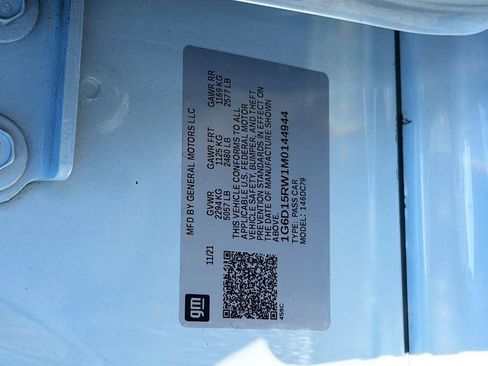 MFD BY GENERAL MOTORS LLC
11/21 GVWR GAWR FRT GAWR RR
2294 KG 1125 KG 1169 KG
5057 LB 2480 LB 2577 LB
THIS VEHICLE CONFORMS TO ALL
APPLICABLE U.S. FEDERAL MOTOR
VEHICLE SAFETY, BUMPER, AND THEFT
PREVENTION STANDARDS IN EFFECT ON
THE DATE OF MANUFACTURE SHOWN
ABOVE.
1G6D15RW1M0144944
TYPE: PASS CAR
MODEL: 146DC79
gm